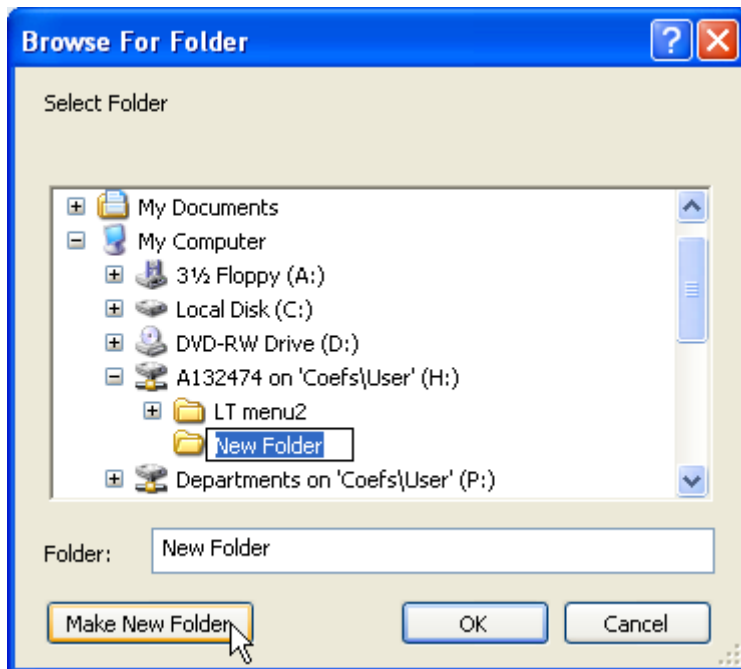 Browse For Folder
Select Folder
My Documents
My Computer
3½ Floppy (A:)
Local Disk (C:)
DVD-RW Drive (D:)
A132474 on 'Coefs\User' (H:)
LT menu2
New Folder
Departments on 'Coefs\User' (P:)
Folder: New Folder
Make New Folder OK Cancel